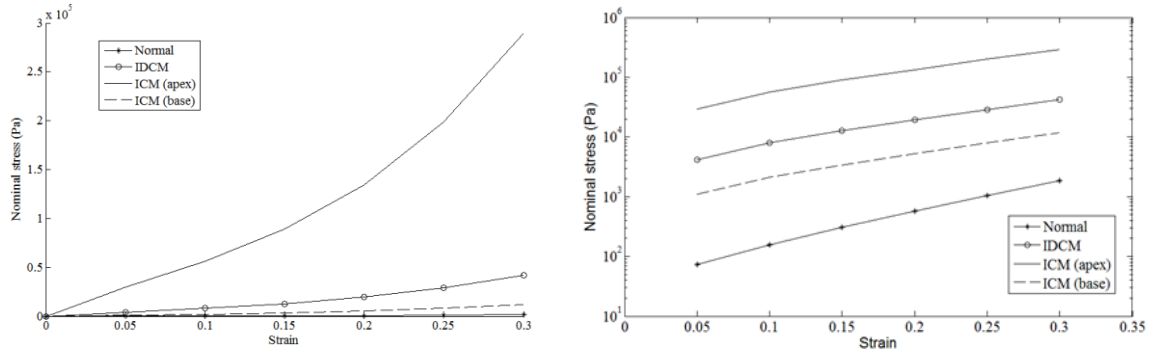 x 10^5
3
2.5
2
1.5
1
0.5
0
Nominal stress (Pa)
Normal
IDCM
ICM (apex)
ICM (base)
0 0.05 0.1 0.15 0.2 0.25 0.3
Strain
10^6
10^5
10^4
10^3
10^2
10^1
Nominal stress (Pa)
Normal
IDCM
ICM (apex)
ICM (base)
0 0.05 0.1 0.15 0.2 0.25 0.3 0.35
Strain